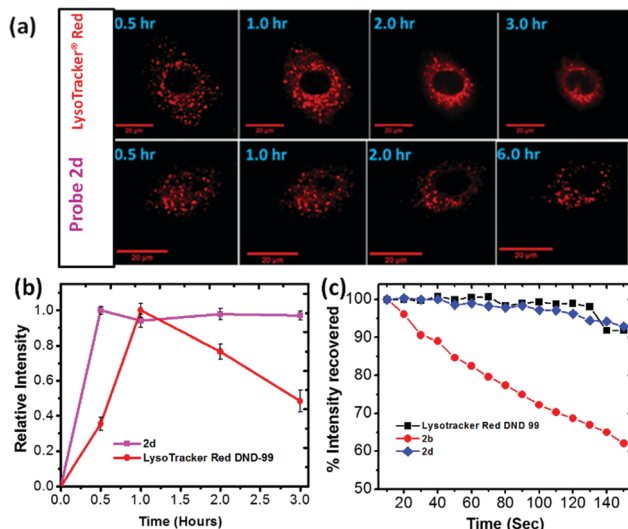 (a)
LysoTracker® Red
0.5 hr
1.0 hr
2.0 hr
3.0 hr
20 µm
20 µm
20 µm
20 µm
Probe 2d
0.5 hr
1.0 hr
2.0 hr
6.0 hr
20 µm
20 µm
20 µm
20 µm
(b)
Relative Intensity
1.0
0.8
0.6
0.4
0.2
0.0
2d
LysoTracker Red DND-99
0.0 0.5 1.0 1.5 2.0 2.5 3.0
Time (Hours)
(c)
% Intensity recovered
100
90
80
70
60
50
Lysotracker Red DND 99
2b
2d
20 40 60 80 100 120 140
Time (Sec)